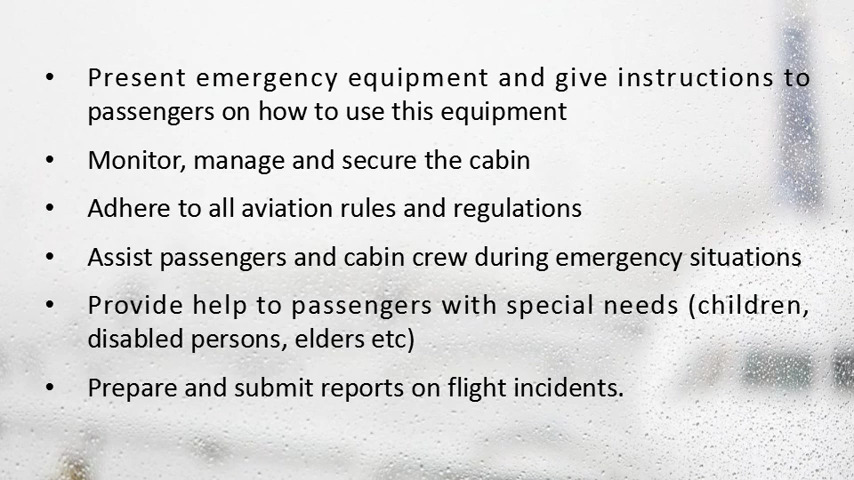 • Present emergency equipment and give instructions to
passengers on how to use this equipment
• Monitor, manage and secure the cabin
• Adhere to all aviation rules and regulations
• Assist passengers and cabin crew during emergency situations
• Provide help to passengers with special needs (children,
disabled persons, elders etc)
• Prepare and submit reports on flight incidents.